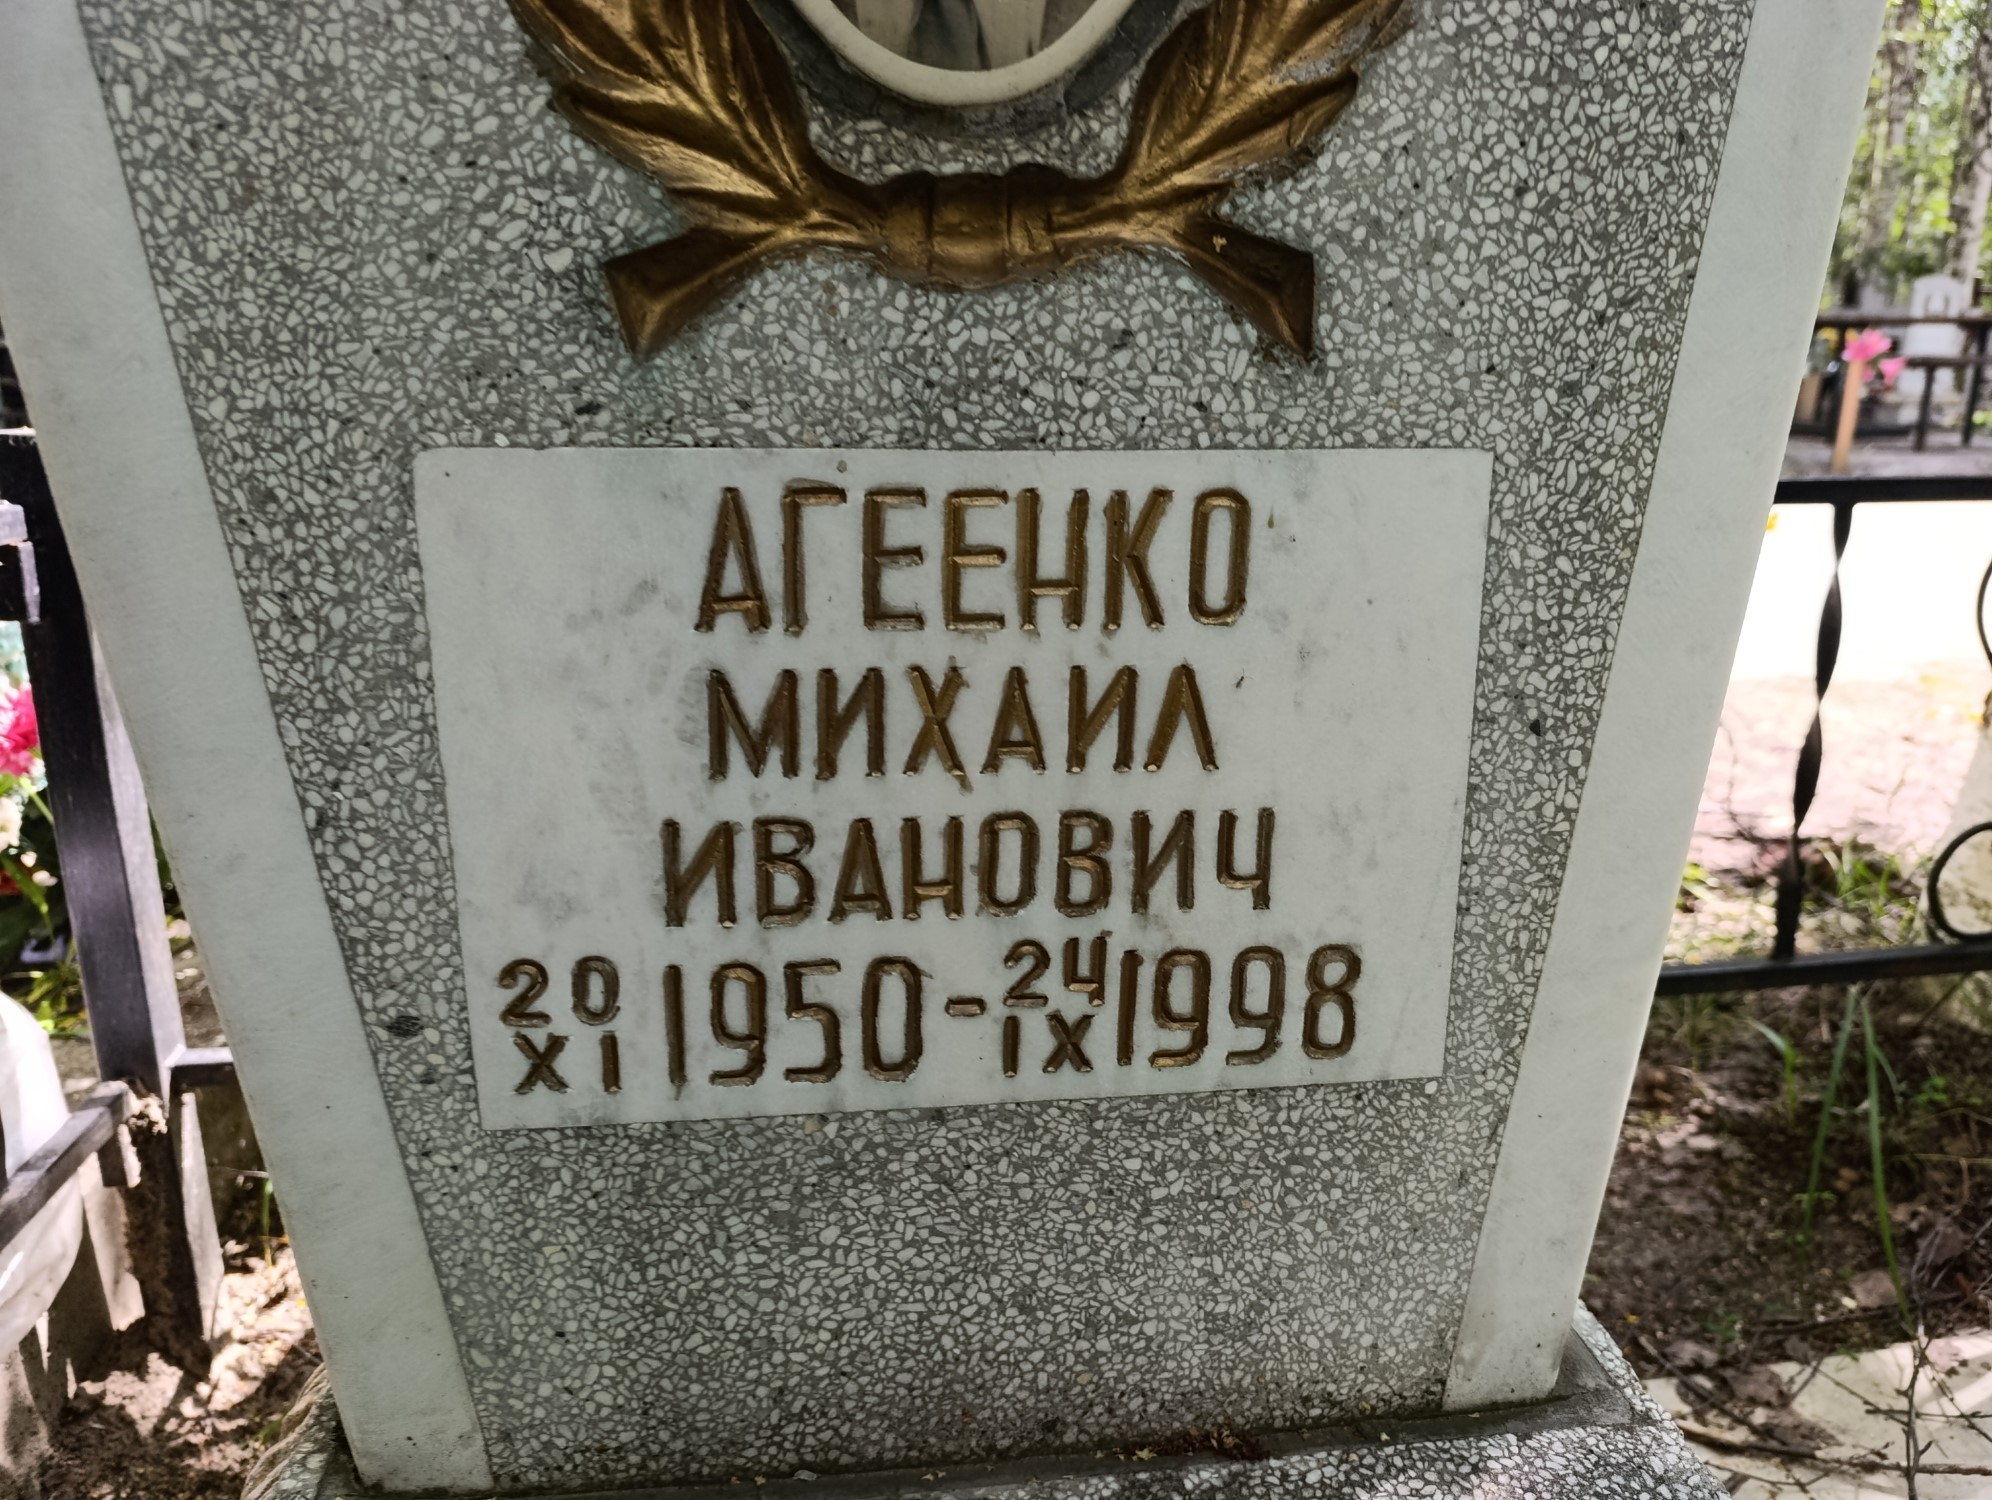 АГЕЕНКО
МИХАИЛ
ИВАНОВИЧ
20 XI 1950 - 24 IX 1998